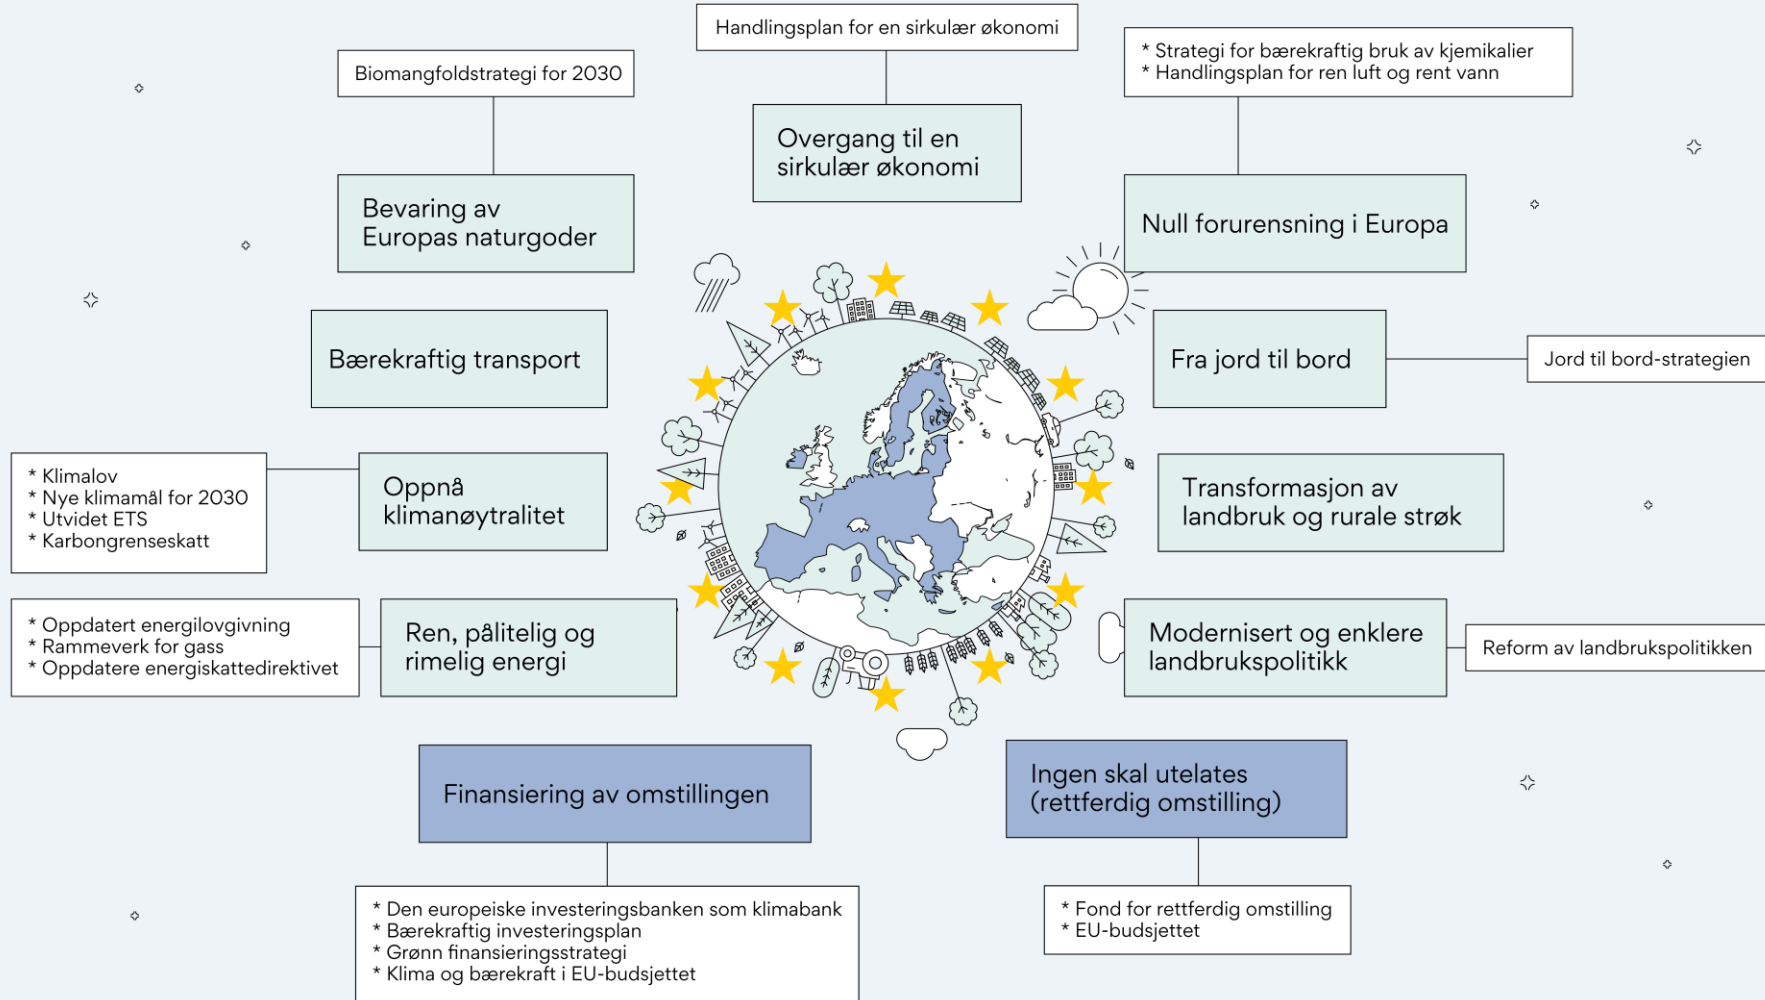 Handlingsplan for en sirkulær økonomi
Overgang til en
sirkulær økonomi
Biomangfoldstrategi for 2030
Bevaring av
Europas naturgoder
* Strategi for bærekraftig bruk av kjemikalier
* Handlingsplan for ren luft og rent vann
Null forurensning i Europa
Bærekraftig transport
Fra jord til bord
Jord til bord-strategien
* Klimalov
* Nye klimamål for 2030
* Utvidet ETS
* Karbongrenseskatt
Oppnå
klimanøytralitet
Transformasjon av
landbruk og rurale strøk
* Oppdatert energilovgivning
* Rammeverk for gass
* Oppdatere energiskattedirektivet
Ren, pålitelig og
rimelig energi
Modernisert og enklere
landbrukspolitikk
Reform av landbrukspolitikken
Finansiering av omstillingen
* Den europeiske investeringsbanken som klimabank
* Bærekraftig investeringsplan
* Grønn finansieringsstrategi
* Klima og bærekraft i EU-budsjettet
Ingen skal utelates
(rettferdig omstilling)
* Fond for rettferdig omstilling
* EU-budsjettet